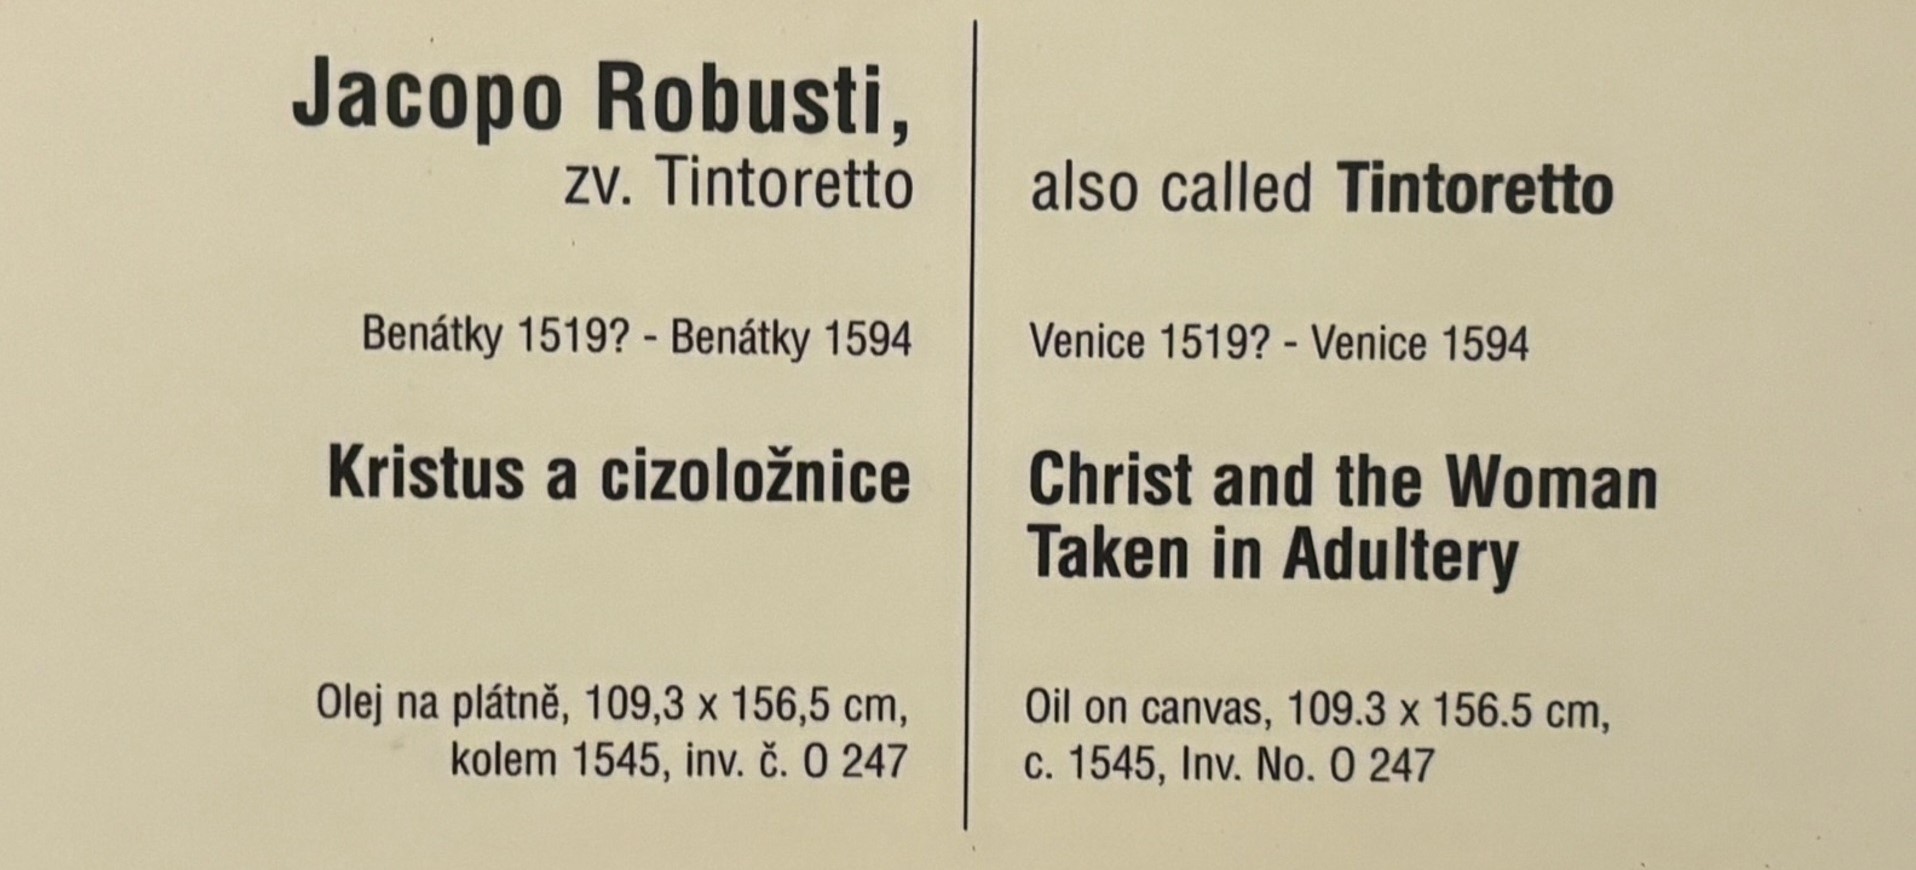 Jacopo Robusti,
zv. Tintoretto
Benátky 1519? - Benátky 1594
Kristus a cizoložnice
Olej na plátně, 109,3 x 156,5 cm,
kolem 1545, inv. č. O 247
also called Tintoretto
Venice 1519? - Venice 1594
Christ and the Woman
Taken in Adultery
Oil on canvas, 109.3 x 156.5 cm,
c. 1545, Inv. No. O 247